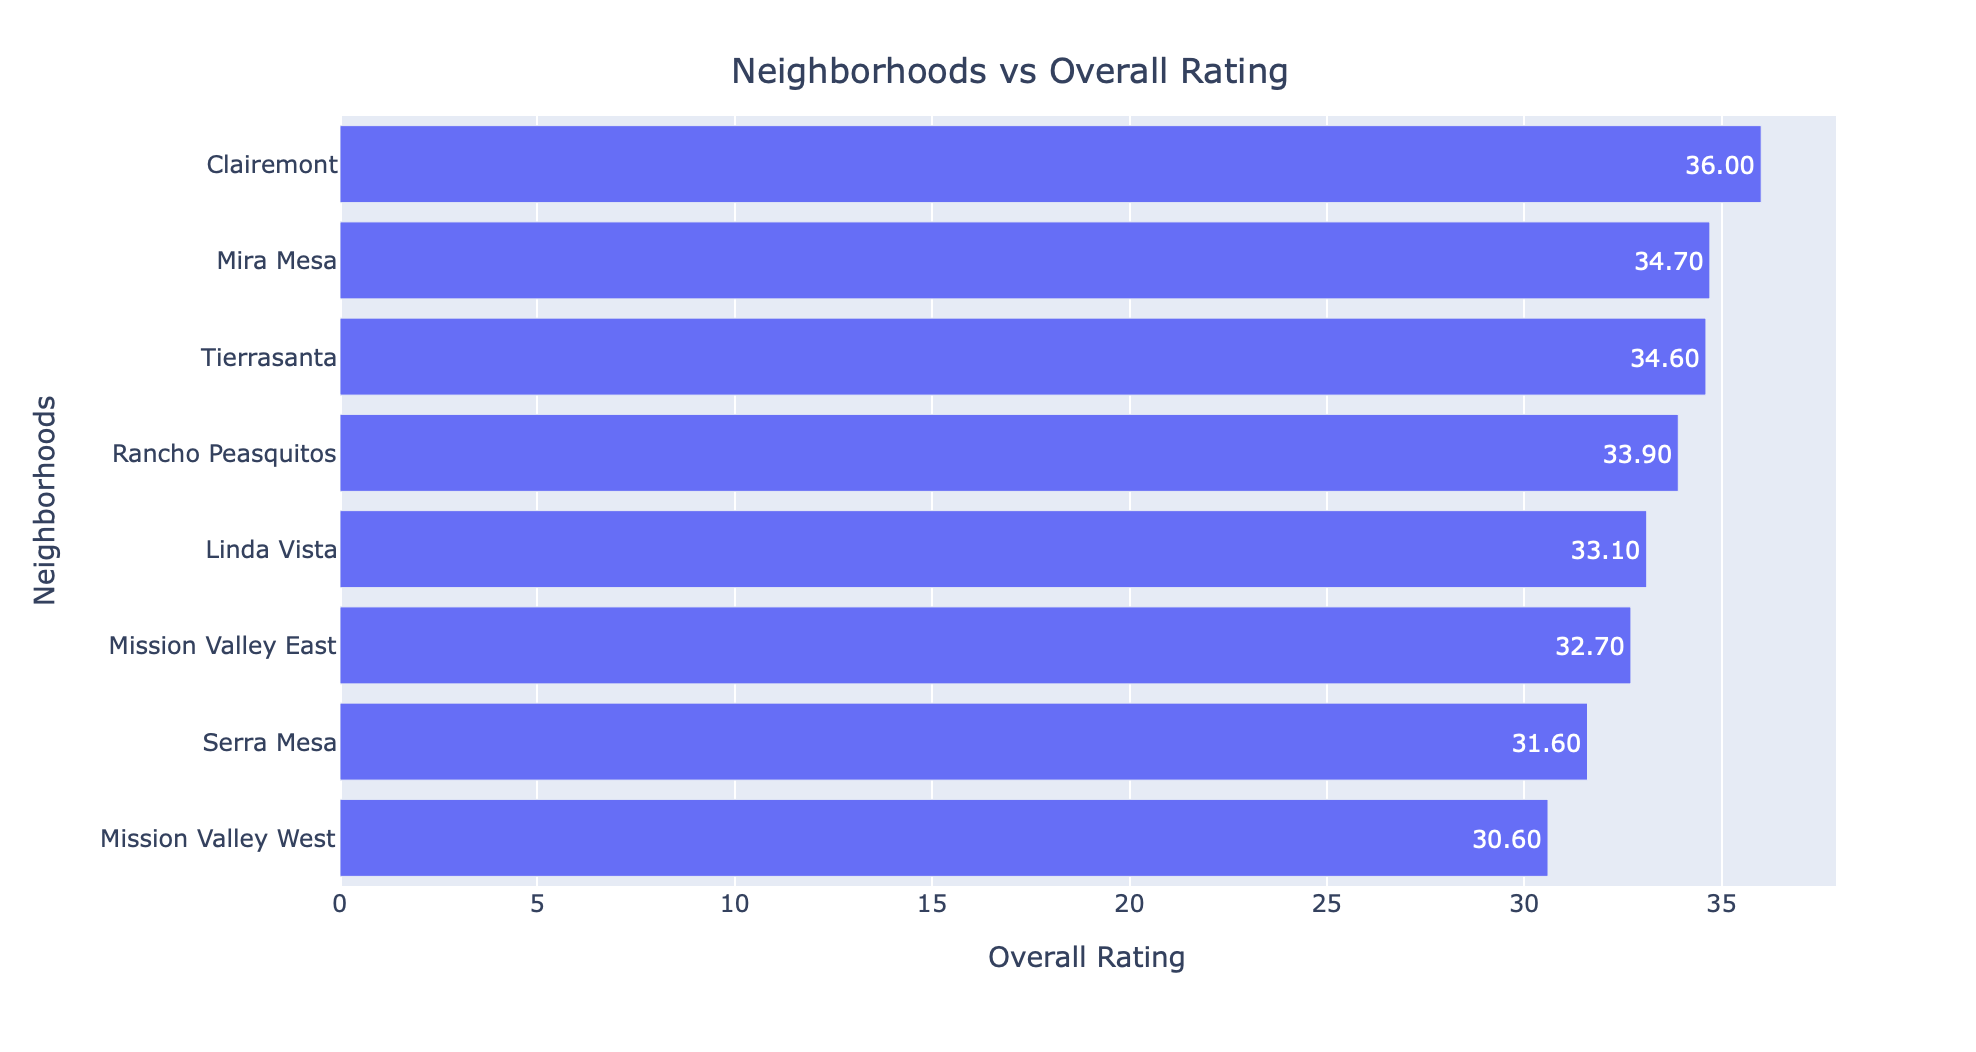 Neighborhoods vs Overall Rating
Clairemont 36.00
Mira Mesa 34.70
Tierrasanta 34.60
Rancho Peasquitos 33.90
Linda Vista 33.10
Mission Valley East 32.70
Serra Mesa 31.60
Mission Valley West 30.60
Neighborhoods
0 5 10 15 20 25 30 35
Overall Rating